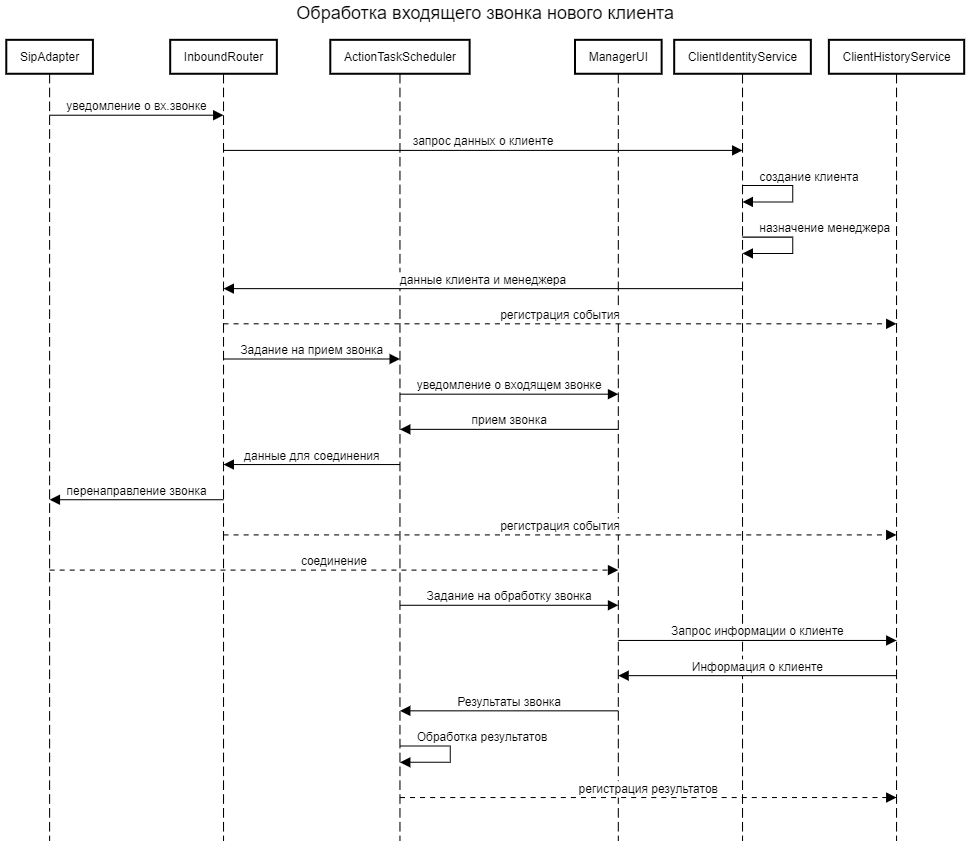 Обработка входящего звонка нового клиента
SipAdapter InboundRouter ActionTaskScheduler ManagerUI ClientIdentityService ClientHistoryService
уведомление о вх.звонке
запрос данных о клиенте
создание клиента
назначение менеджера
данные клиента и менеджера
регистрация события
Задание на прием звонка
уведомление о входящем звонке
прием звонка
данные для соединения
перенаправление звонка
регистрация события
соединение
Задание на обработку звонка
Запрос информации о клиенте
Информация о клиенте
Результаты звонка
Обработка результатов
регистрация результатов